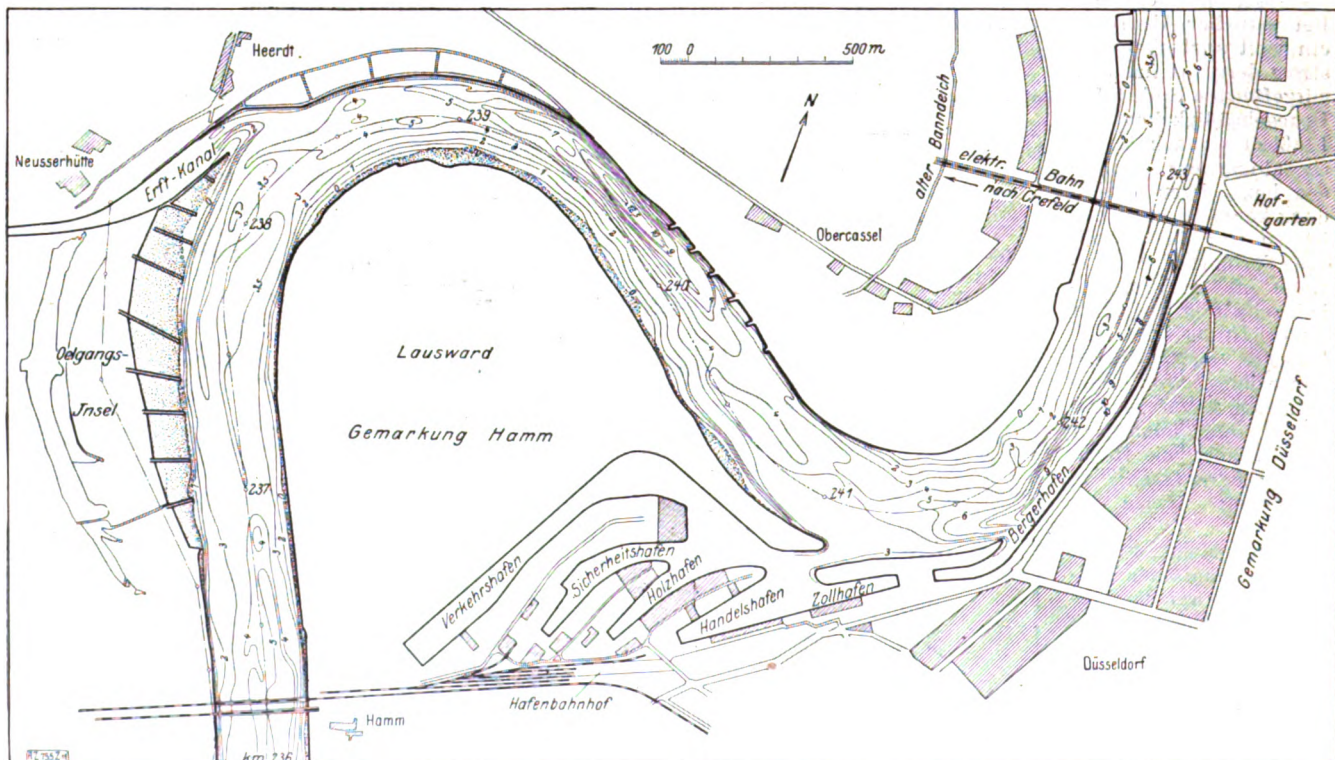 Heerdt.
100 0 500 m
N
Neusserhütte
Erft-Kanal
alter Banndeich
elektr. Bahn
nach Crefeld
Hof-
garten
Obercassel
Oelgangs-
Jnsel
Lausward
Gemarkung Hamm
Gemarkung Düsseldorf
Bergerhafen
Verkehrshafen
Sicherheitshafen
Holzhafen
Handelshafen
Zollhafen
Düsseldorf
Hafenbahnhof
Hamm
km 236
237
238
239
240
241
242
243